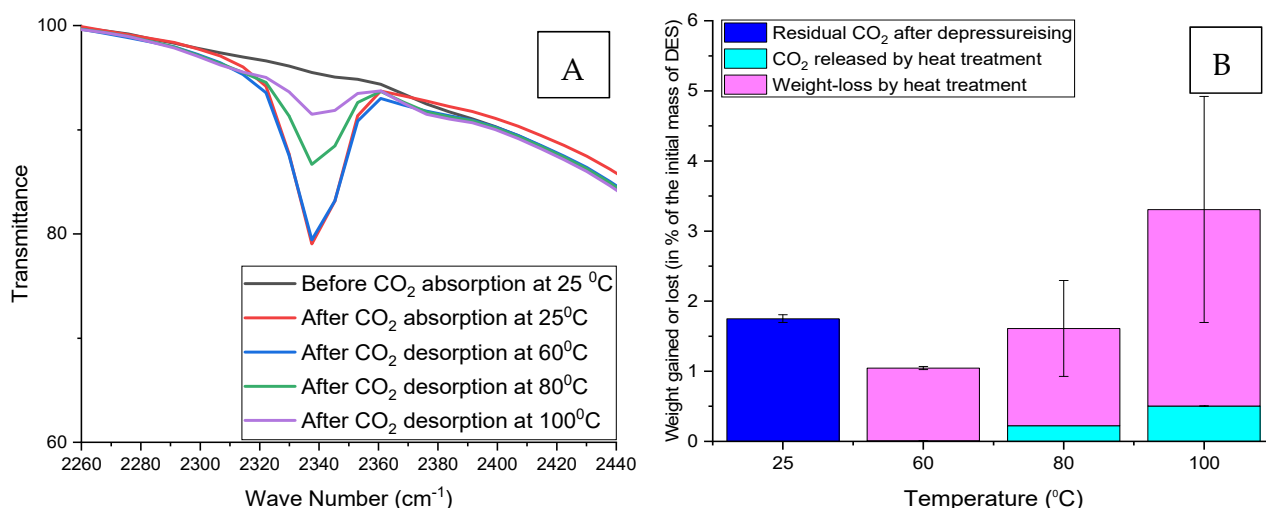 A
100
80
60
Transmittance
Before CO₂ absorption at 25 ⁰C
After CO₂ absorption at 25⁰C
After CO₂ desorption at 60⁰C
After CO₂ desorption at 80⁰C
After CO₂ desorption at 100⁰C
2260 2280 2300 2320 2340 2360 2380 2400 2420 2440
Wave Number (cm⁻¹)
B
Residual CO₂ after depressureising
CO₂ released by heat treatment
Weight-loss by heat treatment
Weight gained or lost (in % of the initial mass of DES)
6
5
4
3
2
1
0
25 60 80 100
Temperature (⁰C)